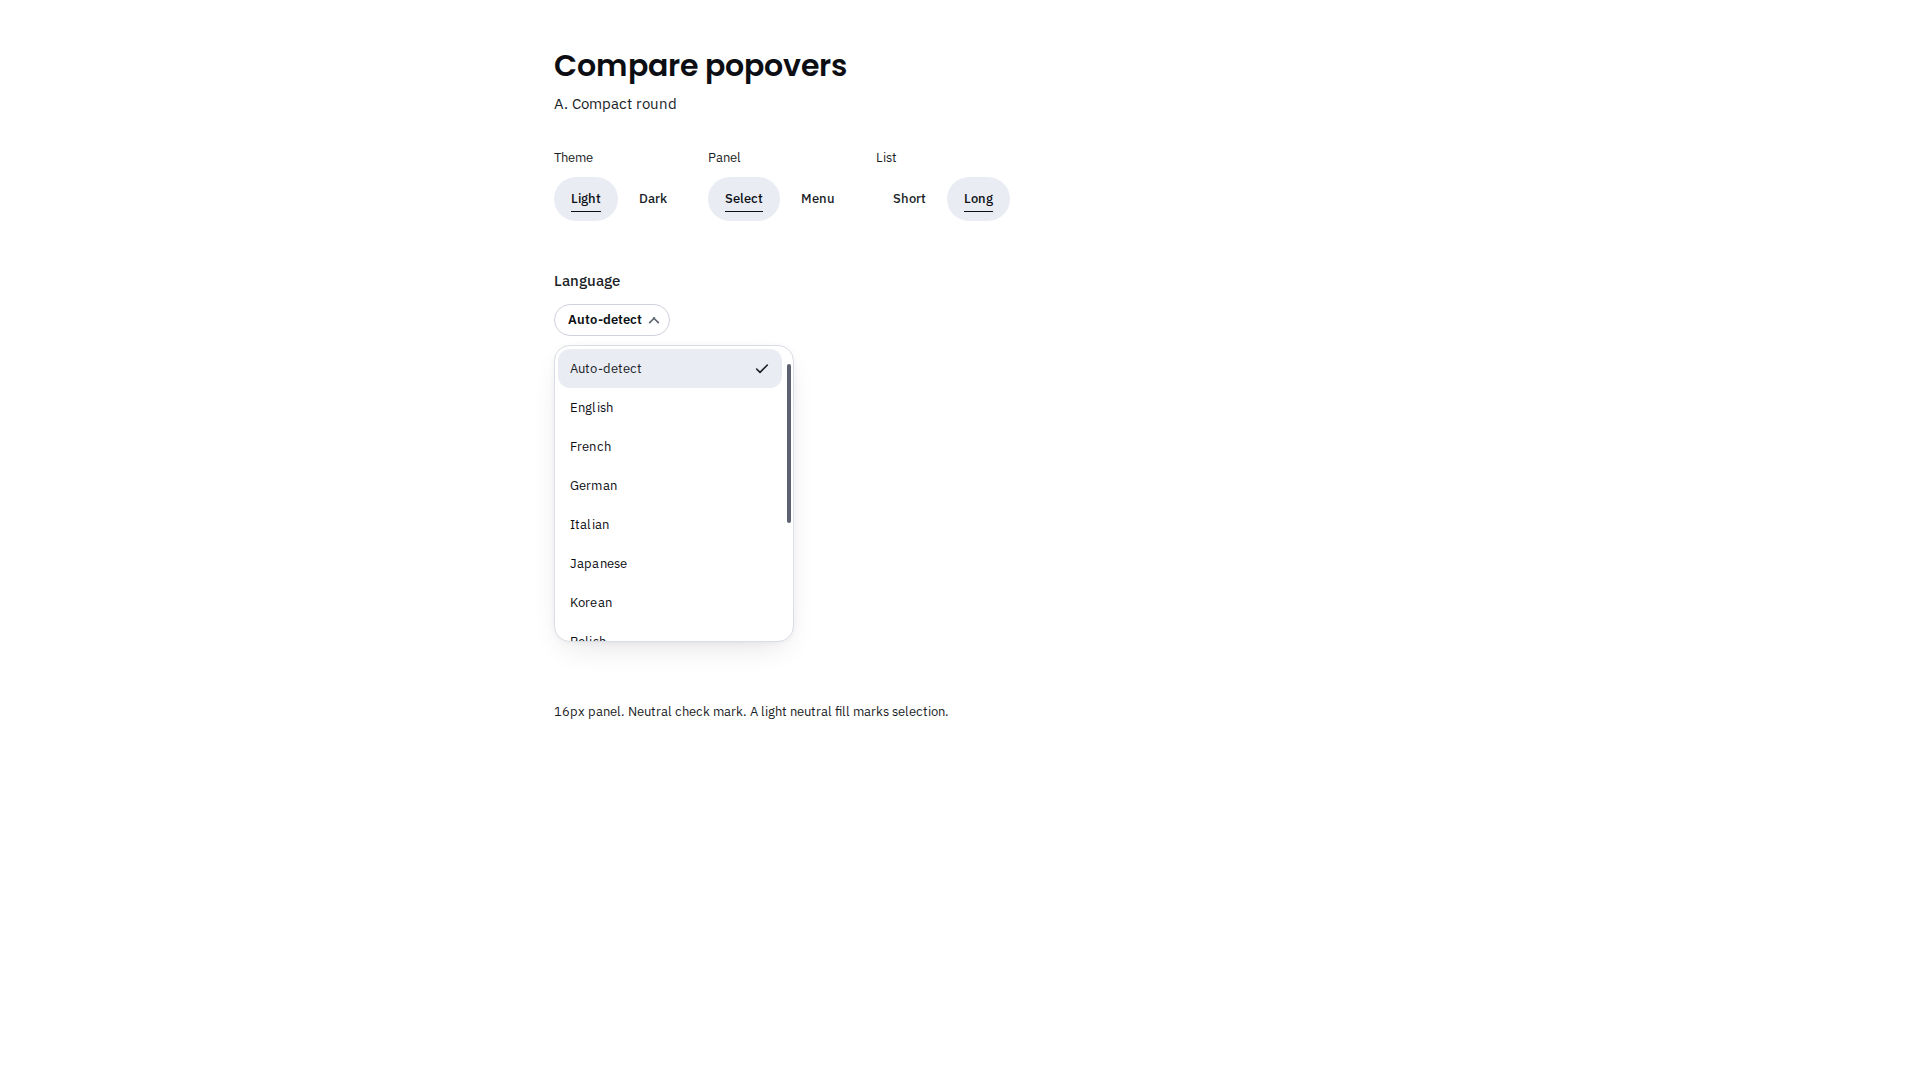 Compare popovers
A. Compact round
Theme Panel List
Light Dark Select Menu Short Long
Language
Auto-detect
Auto-detect
English
French
German
Italian
Japanese
Korean
Polish
16px panel. Neutral check mark. A light neutral fill marks selection.